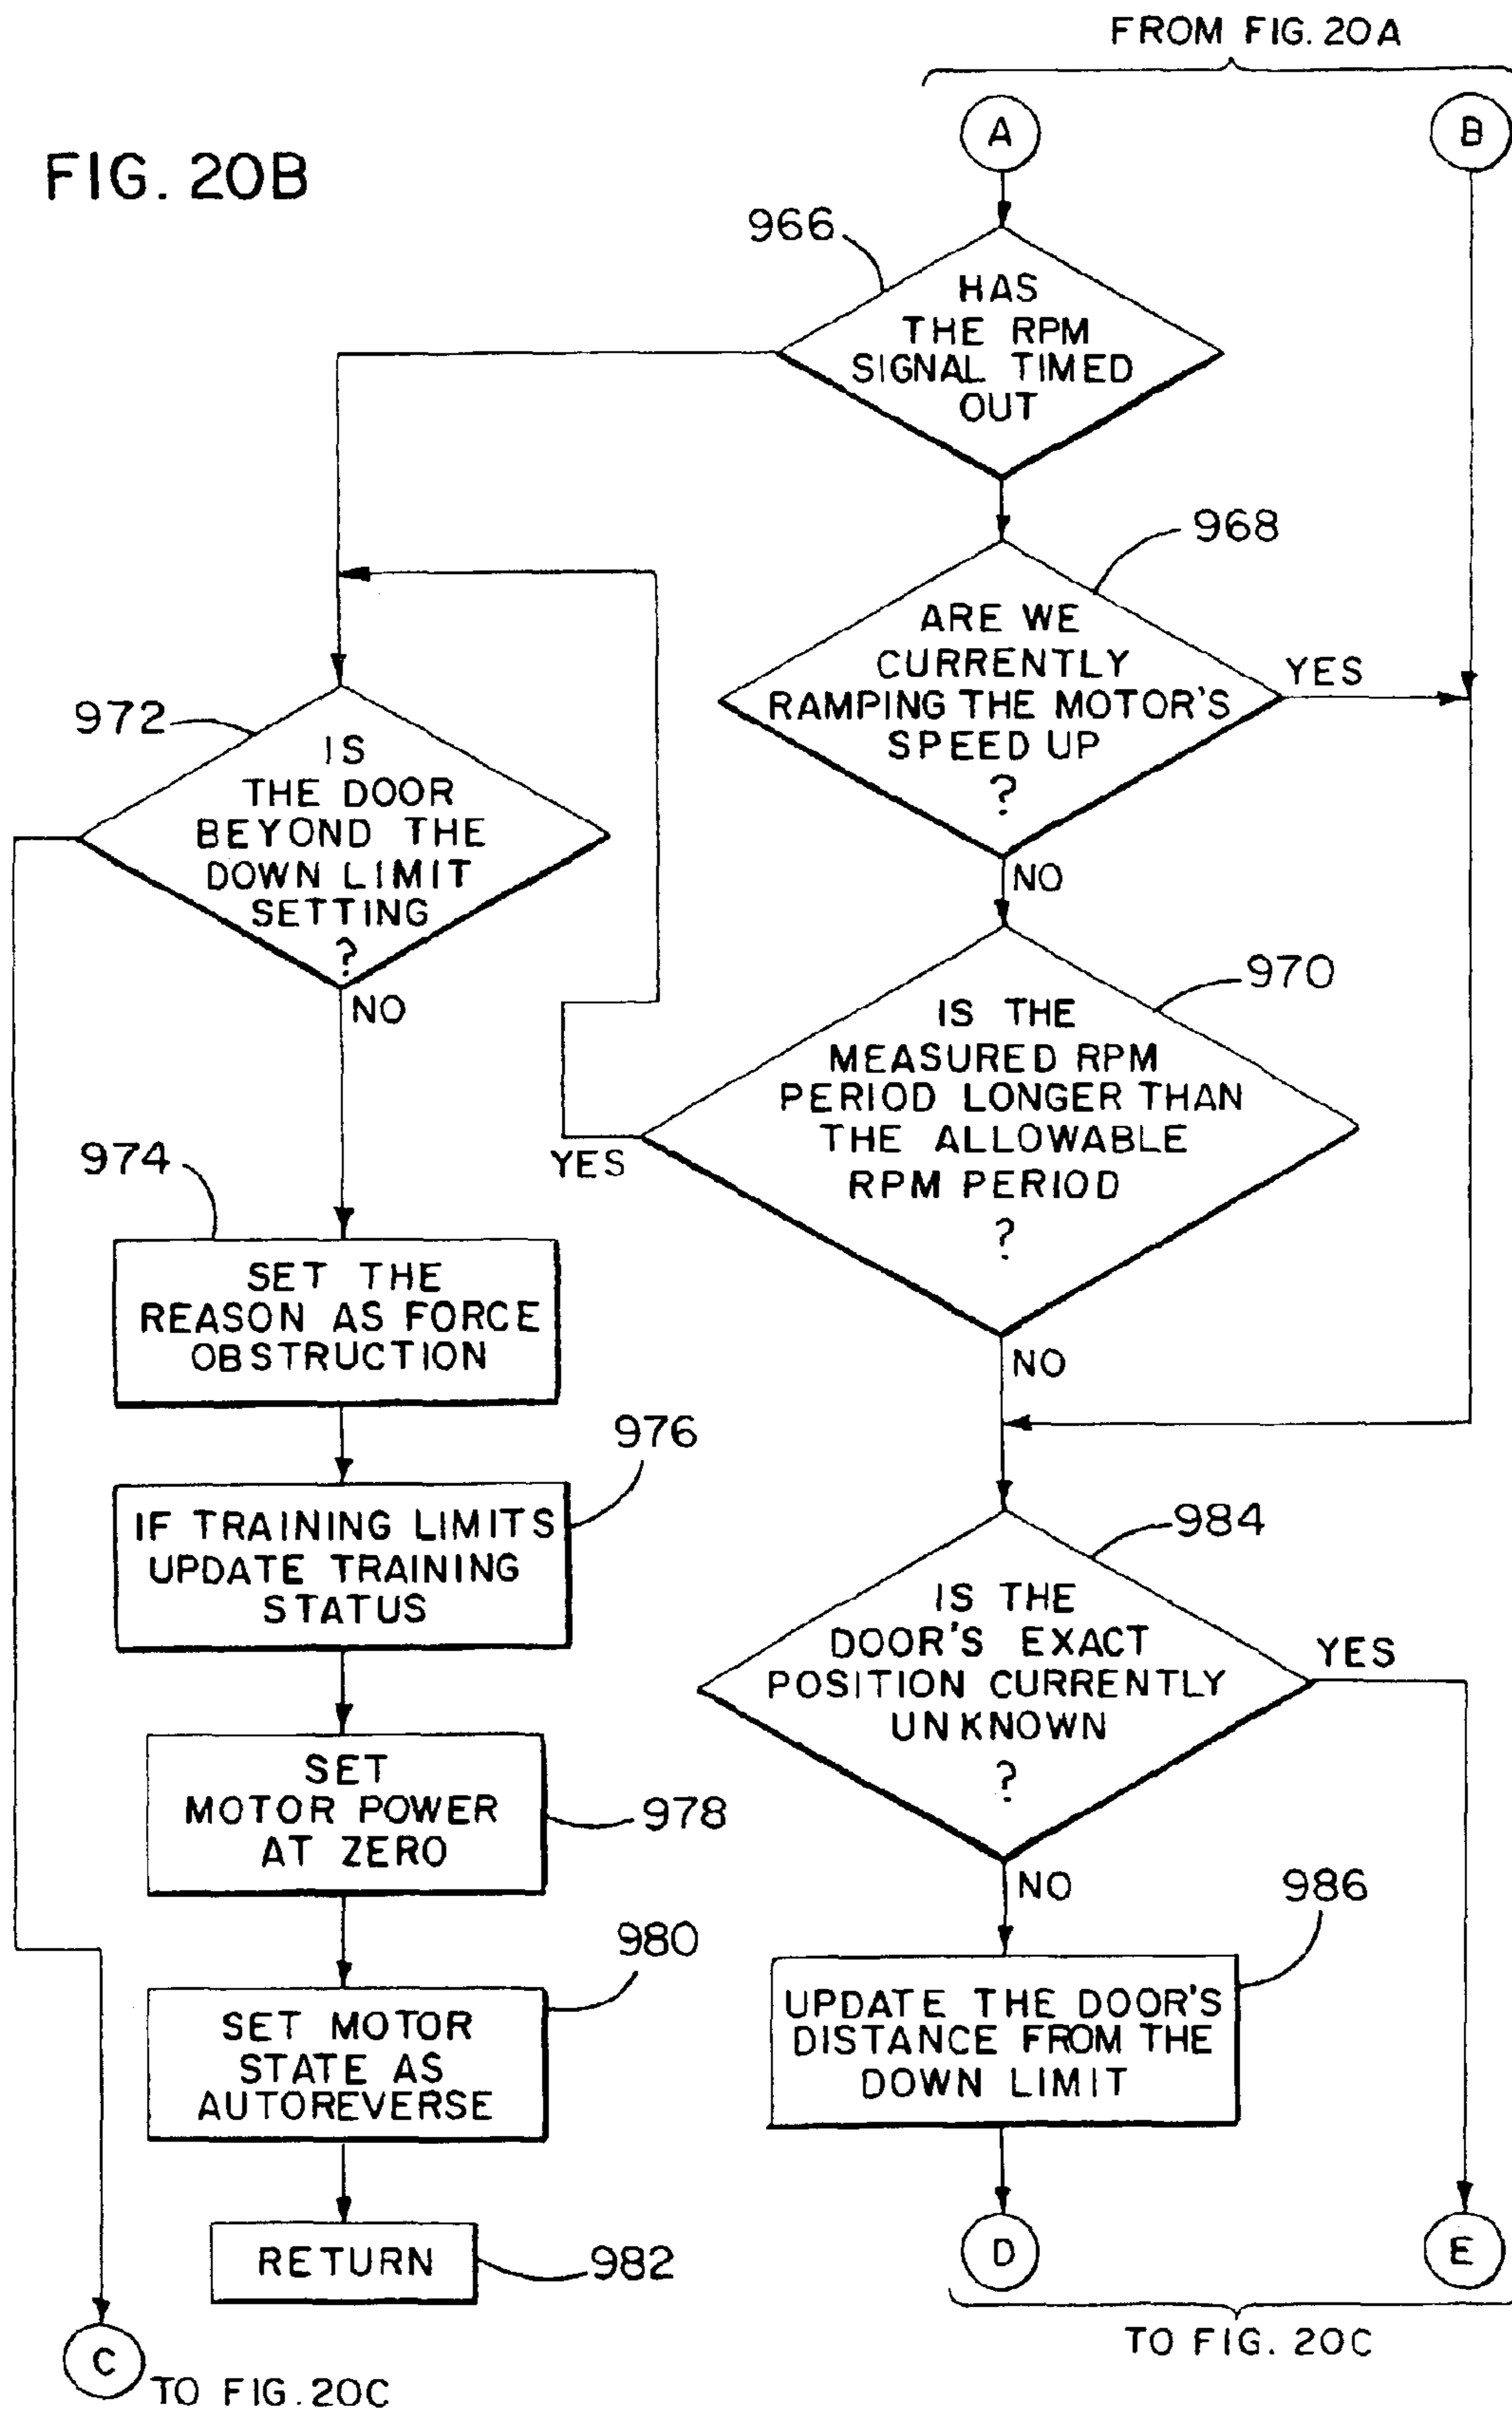 FROM FIG. 20A
A
B
FIG. 20B
966
HAS
THE RPM
SIGNAL TIMED
OUT
968
ARE WE
CURRENTLY
RAMPING THE MOTOR'S
SPEED UP
?
YES
NO
972
IS
THE DOOR
BEYOND THE
DOWN LIMIT
SETTING
?
NO
970
IS THE
MEASURED RPM
PERIOD LONGER THAN
THE ALLOWABLE
RPM PERIOD
?
YES
NO
974
SET THE
REASON AS FORCE
OBSTRUCTION
976
IF TRAINING LIMITS
UPDATE TRAINING
STATUS
984
IS THE
DOOR'S EXACT
POSITION CURRENTLY
UNKNOWN
?
YES
NO
SET
MOTOR POWER
AT ZERO
978
980
SET MOTOR
STATE AS
AUTOREVERSE
986
UPDATE THE DOOR'S
DISTANCE FROM THE
DOWN LIMIT
RETURN
982
D
E
TO FIG. 20C
C
TO FIG. 20C